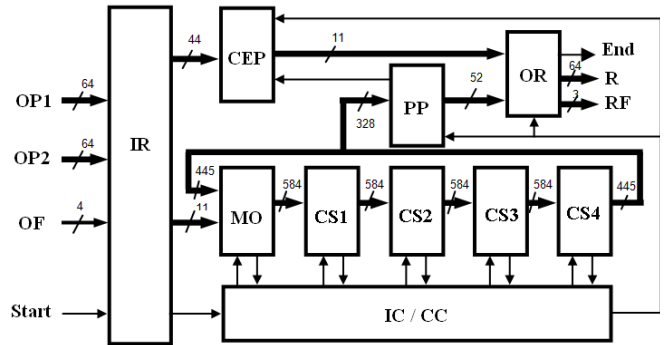 44
11
CEP
End
64
R
OR
64
OP1
52
PP
3
RF
328
IR
64
OP2
445
584
584
584
584
445
4
OF
11
MO
CS1
CS2
CS3
CS4
Start
IC / CC